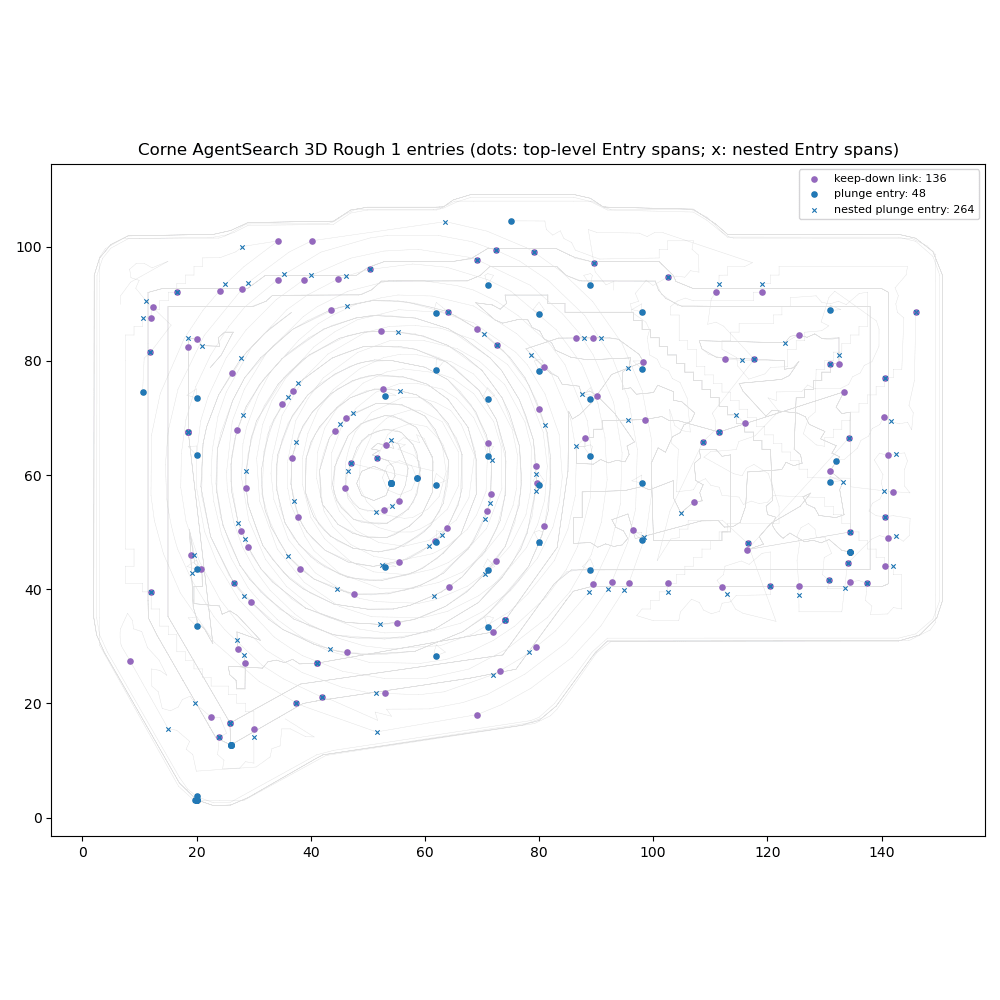 Corne AgentSearch 3D Rough 1 entries (dots: top-level Entry spans; x: nested Entry spans)
keep-down link: 136
plunge entry: 48
nested plunge entry: 264
100
80
60
40
20
0
0 20 40 60 80 100 120 140